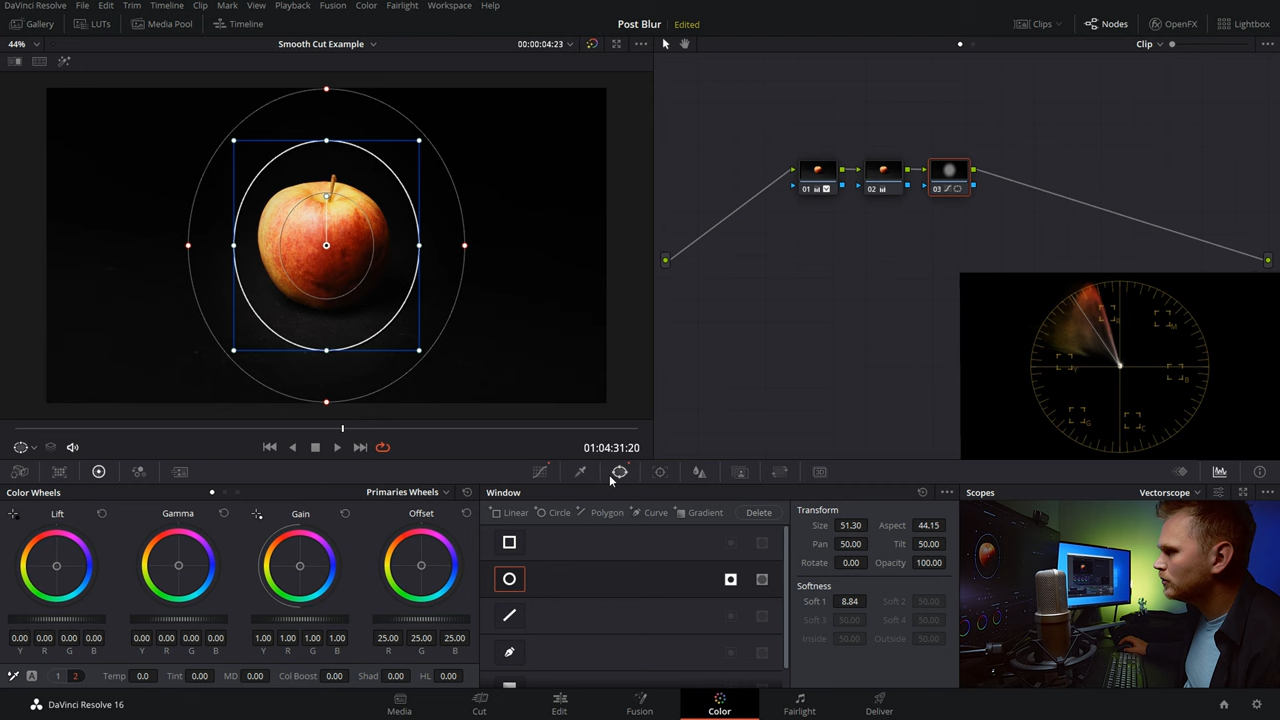 DaVinci Resolve File Edit Trim Timeline Clip Mark View Playback Fusion Color Fairlight Workspace Help
Gallery LUTs Media Pool Timeline Post Blur Edited Clips Nodes OpenFX Lightbox
44% Smooth Cut Example 00:00:04:23 Clip
01 02 03
R M Y B G C
01:04:31:20
Color Wheels Primaries Wheels Window Scopes Vectorscope
Lift Gamma Gain Offset
Linear Circle Polygon Curve Gradient Delete
Transform
Size 51.30 Aspect 44.15
Pan 50.00 Tilt 50.00
Rotate 0.00 Opacity 100.00
Softness
Soft 1 8.84 Soft 2 50.00
Soft 3 50.00 Soft 4 50.00
Inside 50.00 Outside 50.00
0.00 0.00 0.00 0.00 0.00 0.00 0.00 0.00 1.00 1.00 1.00 1.00 25.00 25.00 25.00
Y R G B Y R G B Y R G B R G B
A 1 2 Temp 0.0 Tint 0.00 MD 0.00 Col Boost 0.00 Shad 0.00 HL 0.00
DaVinci Resolve 16 Media Cut Edit Fusion Color Fairlight Deliver